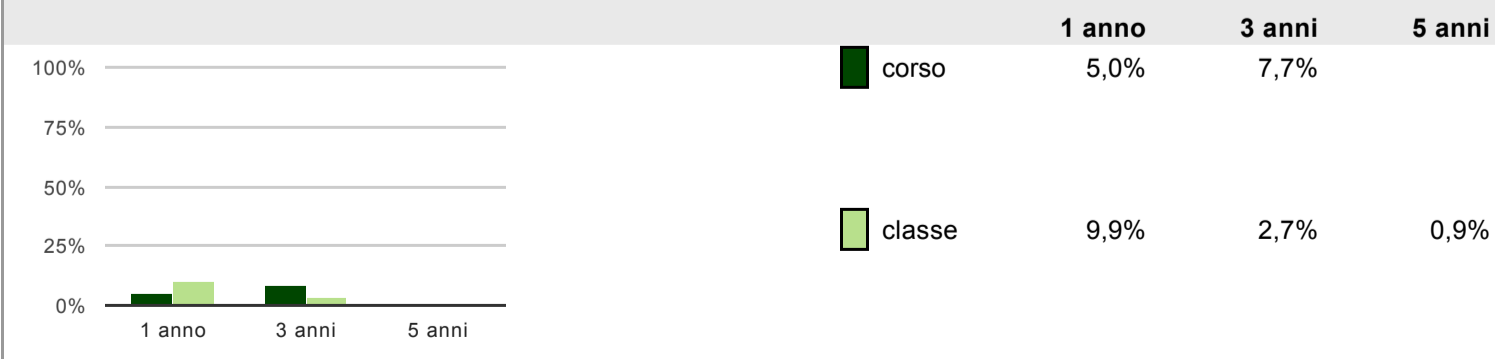 1 anno 3 anni 5 anni
100%
75%
50%
25%
0%
1 anno 3 anni 5 anni
corso 5,0% 7,7%
classe 9,9% 2,7% 0,9%